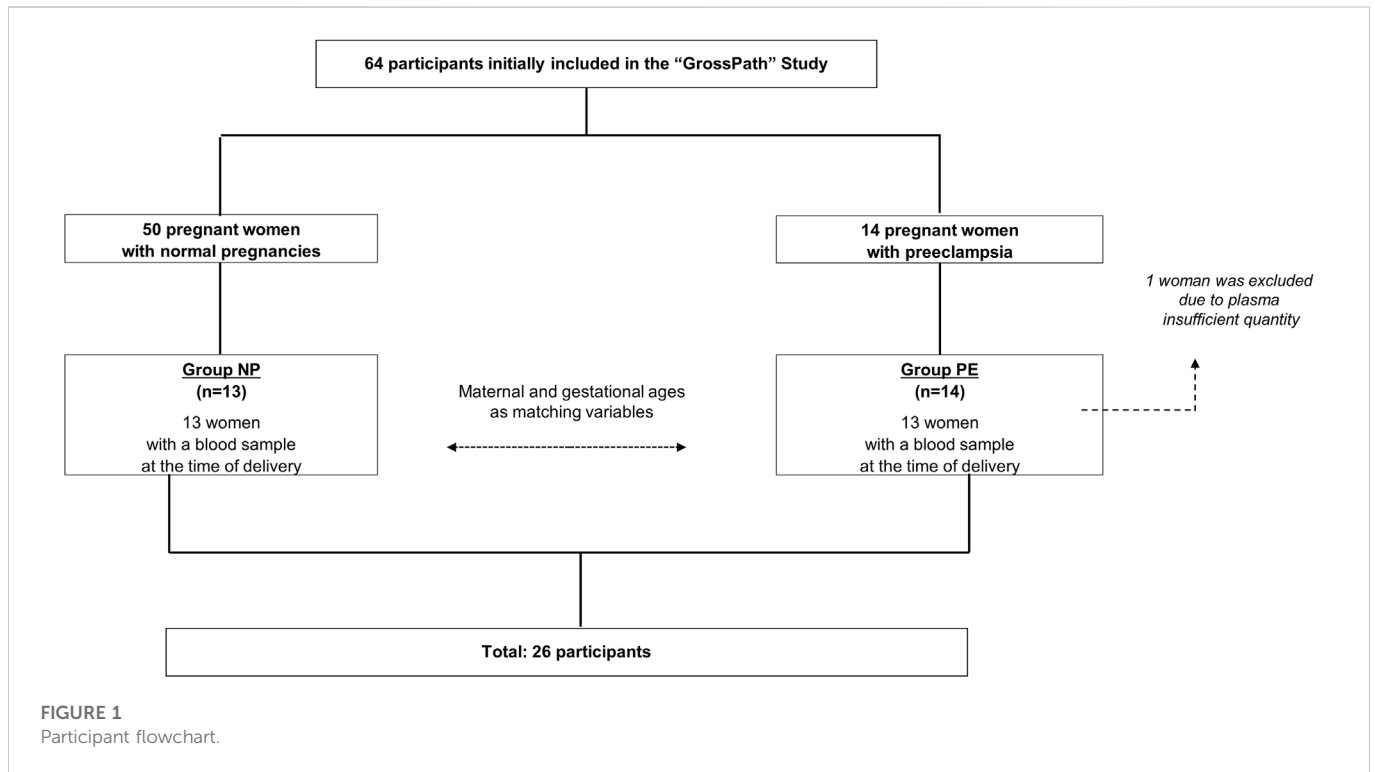 64 participants initially included in the “GrossPath” Study
50 pregnant women
with normal pregnancies
14 pregnant women
with preeclampsia
1 woman was excluded
due to plasma
insufficient quantity
Group NP
(n=13)
13 women
with a blood sample
at the time of delivery
Maternal and gestational ages
as matching variables
Group PE
(n=14)
13 women
with a blood sample
at the time of delivery
Total: 26 participants
FIGURE 1
Participant flowchart.